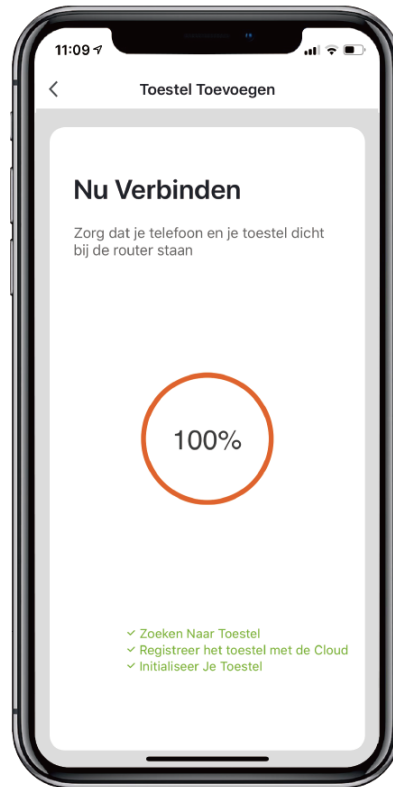 11:09
Toestel Toevoegen
Nu Verbinden
Zorg dat je telefoon en je toestel dicht
bij de router staan
100%
Zoeken Naar Toestel
Registreer het toestel met de Cloud
Initialiseer Je Toestel